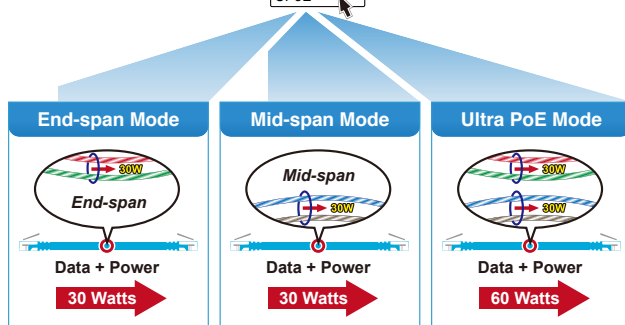 End-span Mode
Mid-span Mode
Ultra PoE Mode
30W
End-span
Mid-span
30W
30W
30W
Data + Power
Data + Power
Data + Power
30 Watts
30 Watts
60 Watts